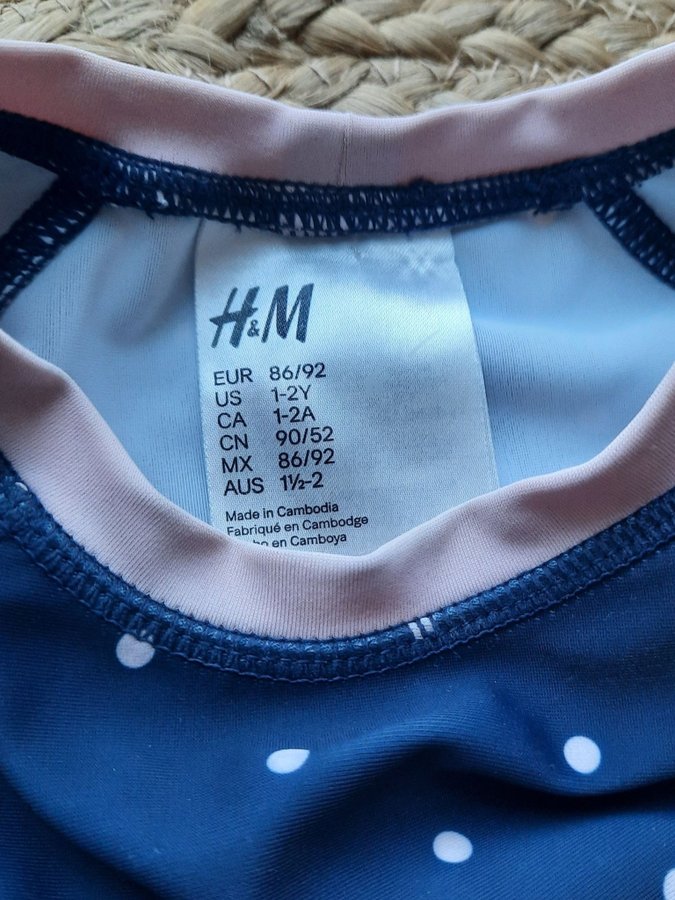 H&M
EUR 86/92
US 1-2Y
CA 1-2A
CN 90/52
MX 86/92
AUS 1½-2
Made in Cambodia
Fabriqué en Cambodge
en Camboya